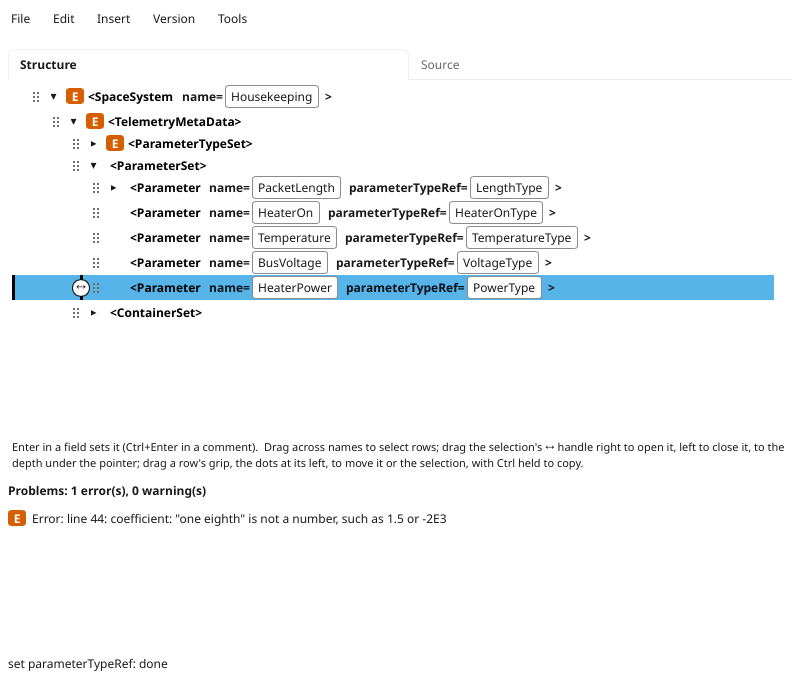 File Edit Insert Version Tools
Structure Source
E <SpaceSystem name= Housekeeping >
E <TelemetryMetaData>
E <ParameterTypeSet>
<ParameterSet>
<Parameter name= PacketLength parameterTypeRef= LengthType >
<Parameter name= HeaterOn parameterTypeRef= HeaterOnType >
<Parameter name= Temperature parameterTypeRef= TemperatureType >
<Parameter name= BusVoltage parameterTypeRef= VoltageType >
<Parameter name= HeaterPower parameterTypeRef= PowerType >
<ContainerSet>
Enter in a field sets it (Ctrl+Enter in a comment). Drag across names to select rows; drag the selection's ↔ handle right to open it, left to close it, to the
depth under the pointer; drag a row's grip, the dots at its left, to move it or the selection, with Ctrl held to copy.
Problems: 1 error(s), 0 warning(s)
E Error: line 44: coefficient: "one eighth" is not a number, such as 1.5 or -2E3
set parameterTypeRef: done